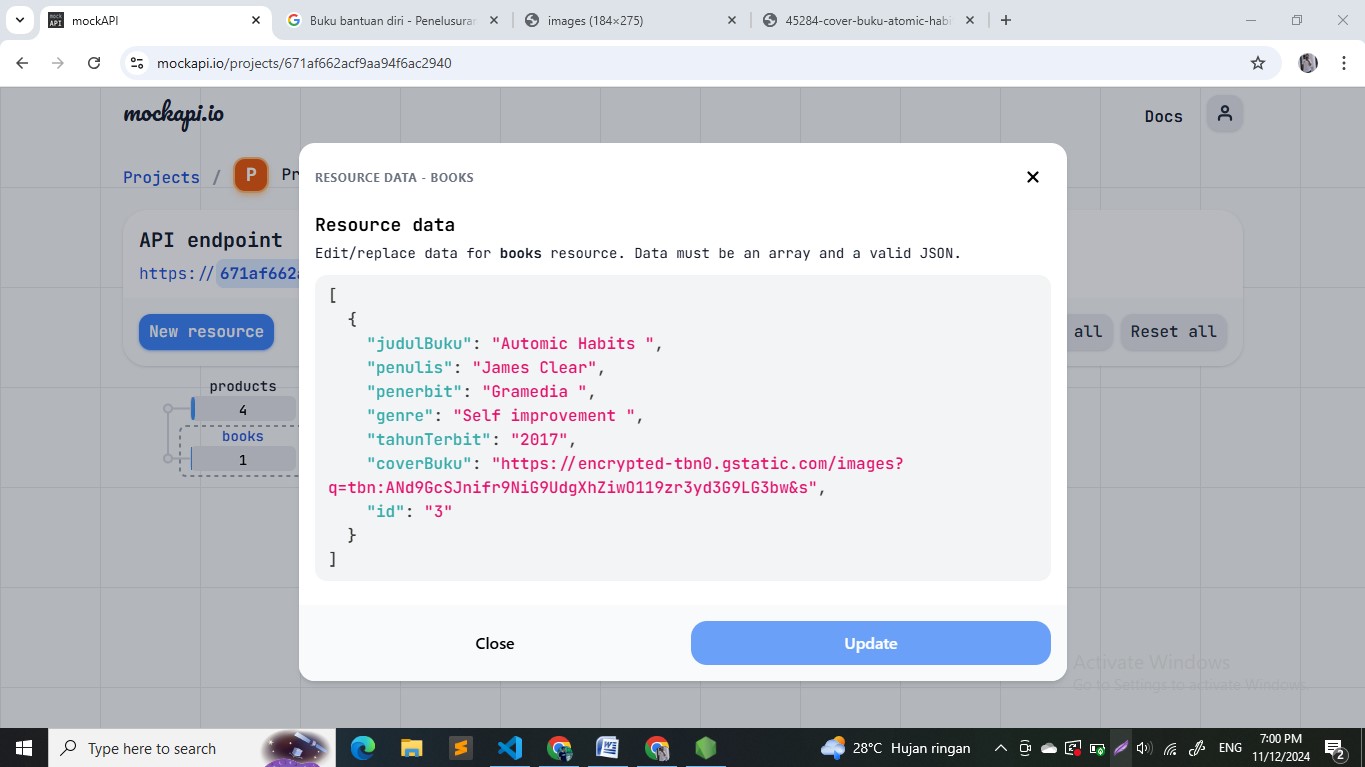 mock
API
mockAPI
Buku bantuan diri - Penelusuran
images (184×275)
45284-cover-buku-atomic-habi
mockapi.io/projects/671af662acf9aa94f6ac2940
mockapi.io
Docs
Projects / P Pr
RESOURCE DATA - BOOKS
Resource data
Edit/replace data for books resource. Data must be an array and a valid JSON.
API endpoint
https://671af662a
New resource
all
Reset all
products
4
books
1
[
{
"judulBuku": "Automic Habits ",
"penulis": "James Clear",
"penerbit": "Gramedia ",
"genre": "Self improvement ",
"tahunTerbit": "2017",
"coverBuku": "https://encrypted-tbn0.gstatic.com/images?
q=tbn:ANd9GcSJnifr9NiG9UdgXhZiwO119zr3yd3G9LG3bw&s",
"id": "3"
}
]
Close
Update
Activate Windows
Go to Settings to activate Windows.
Type here to search
28°C Hujan ringan
ENG
7:00 PM
11/12/2024
2